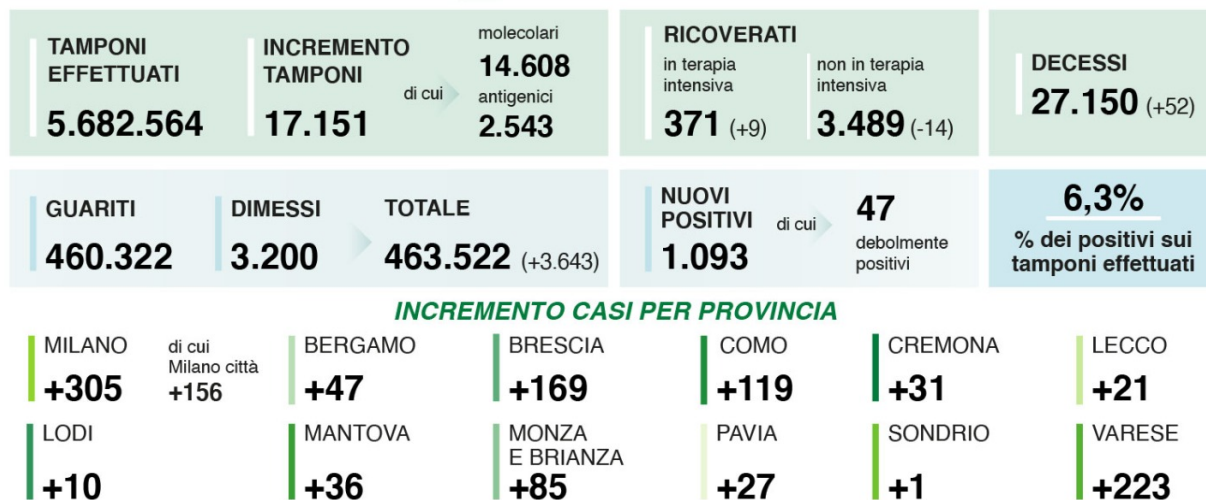 TAMPONI
EFFETTUATI
5.682.564
INCREMENTO
TAMPONI
17.151
di cui
molecolari
14.608
antigenici
2.543
RICOVERATI
in terapia
intensiva
371 (+9)
non in terapia
intensiva
3.489 (-14)
DECESSI
27.150 (+52)
GUARITI
460.322
DIMESSI
3.200
TOTALE
463.522 (+3.643)
NUOVI
POSITIVI
1.093
di cui
47
debolmente
positivi
6,3%
% dei positivi sui
tamponi effettuati
INCREMENTO CASI PER PROVINCIA
MILANO
+305
di cui
Milano città
+156
BERGAMO
+47
BRESCIA
+169
COMO
+119
CREMONA
+31
LECCO
+21
LODI
+10
MANTOVA
+36
MONZA
E BRIANZA
+85
PAVIA
+27
SONDRIO
+1
VARESE
+223